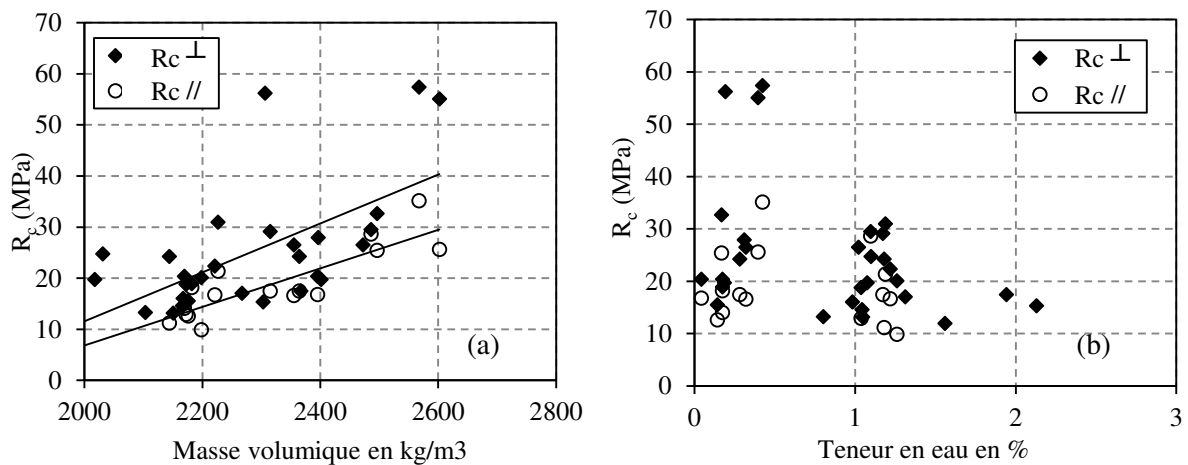 70
60
50
40
30
20
10
0
R_c (MPa)
Rc ⊥
Rc //
(a)
2000 2200 2400 2600 2800
Masse volumique en kg/m3
70
60
50
40
30
20
10
0
R_c (MPa)
Rc ⊥
Rc //
(b)
0 1 2 3
Teneur en eau en %